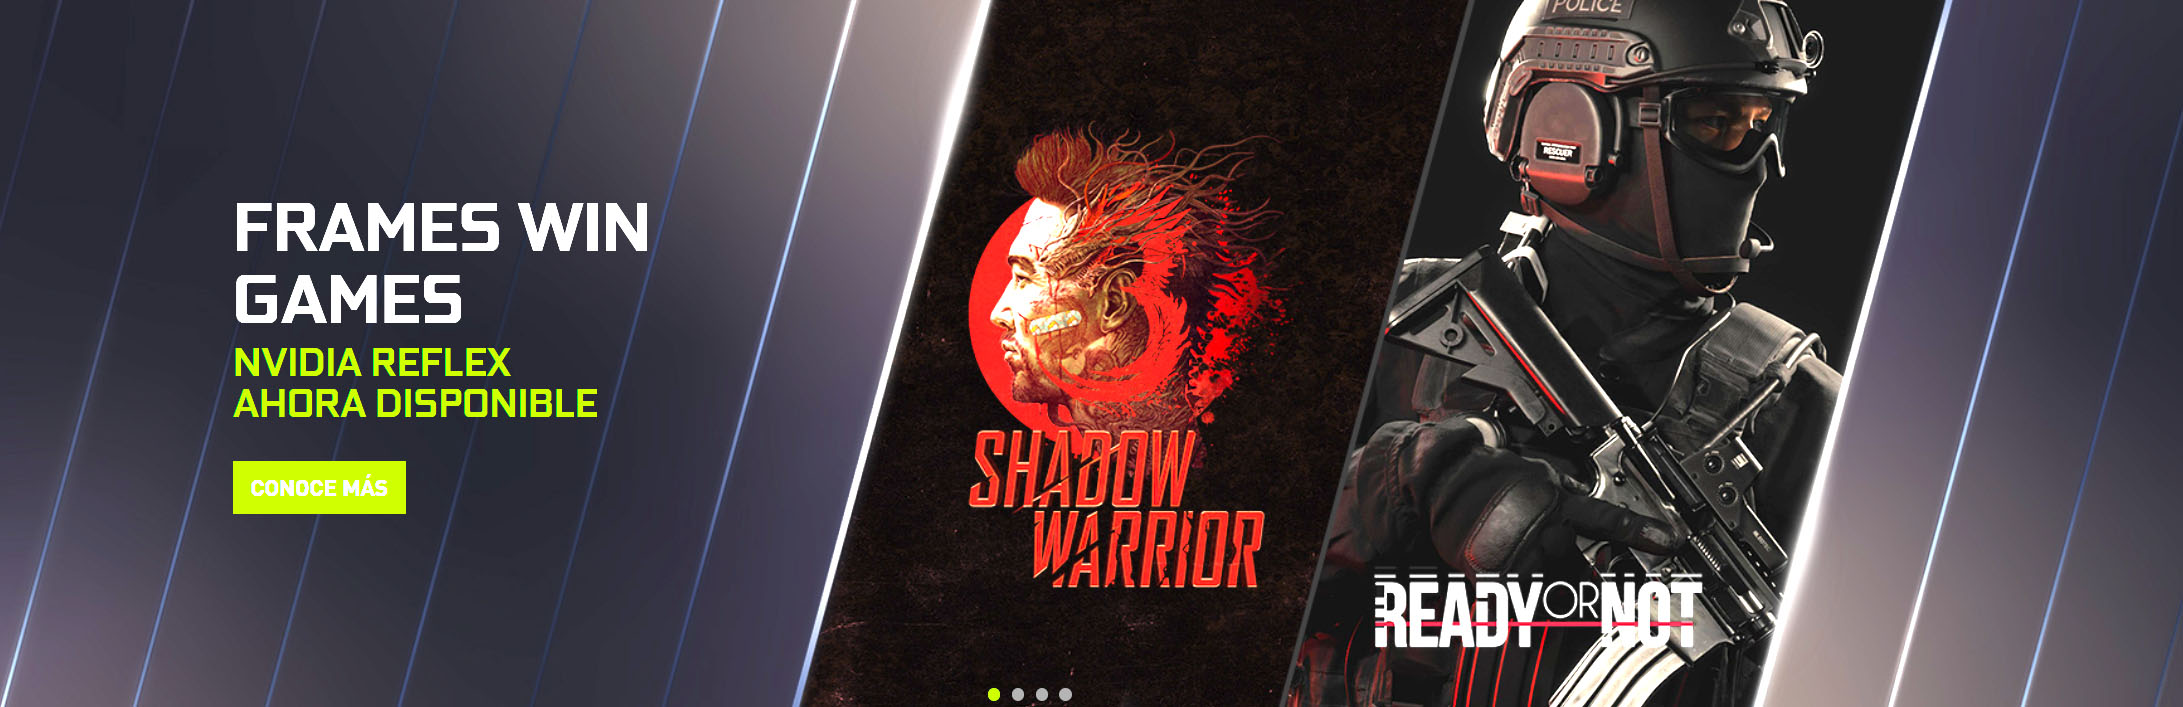 FRAMES WIN
GAMES
NVIDIA REFLEX
AHORA DISPONIBLE
CONOCE MÁS
SHADOW
WARRIOR
POLICE
RESCUER
READY OR NOT